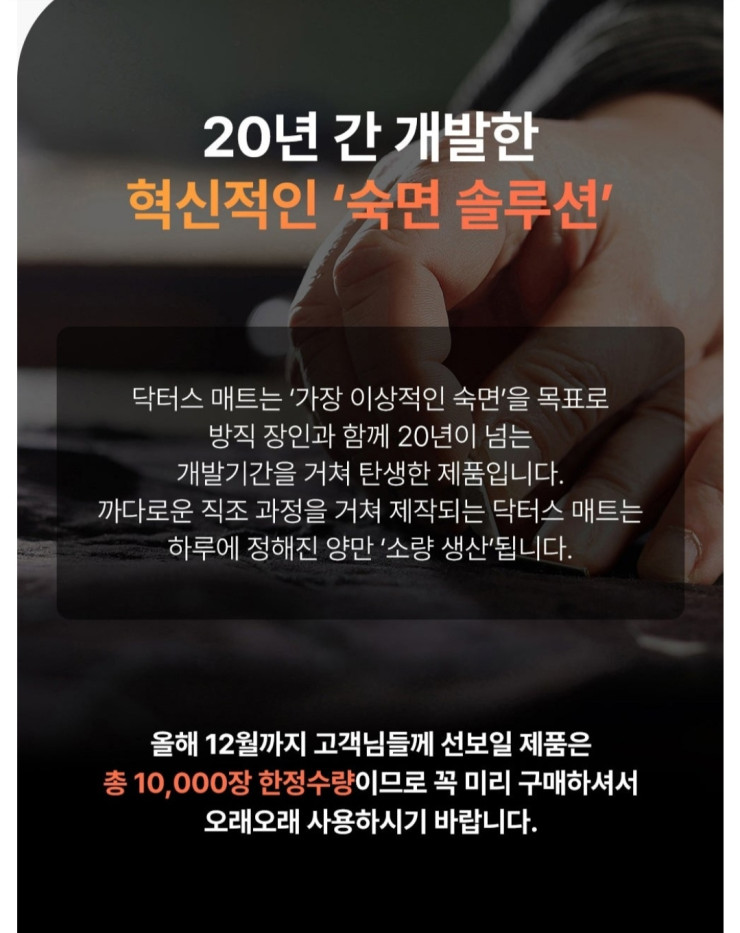 20년 간 개발한
혁신적인 ‘숙면 솔루션’
닥터스 매트는 ‘가장 이상적인 숙면’을 목표로
방직 장인과 함께 20년이 넘는
개발기간을 거쳐 탄생한 제품입니다.
까다로운 직조 과정을 거쳐 제작되는 닥터스 매트는
하루에 정해진 양만 ‘소량 생산’됩니다.
올해 12월까지 고객님들께 선보일 제품은
총 10,000장 한정수량이므로 꼭 미리 구매하셔서
오래오래 사용하시기 바랍니다.